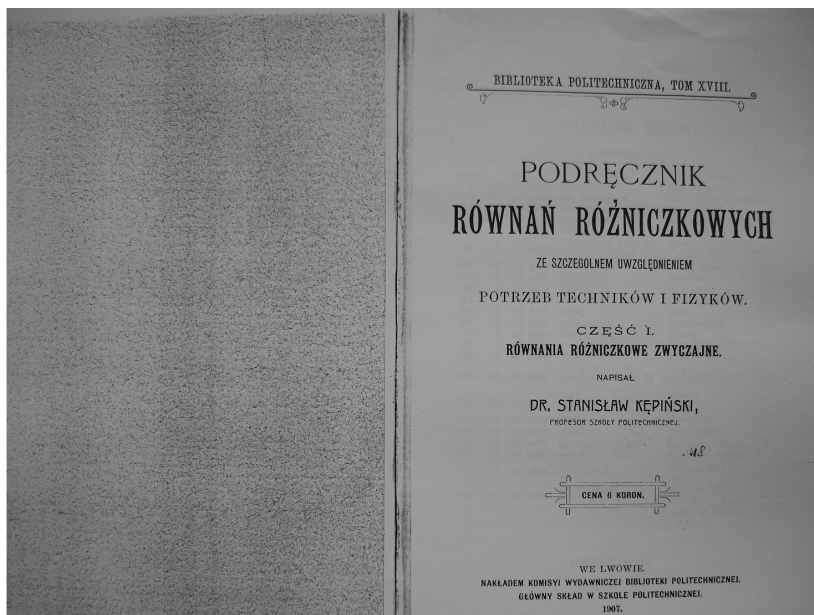 BIBLIOTEKA POLITECHNICZNA, TOM XVIII.
PODRĘCZNIK
RÓWNAŃ RÓŻNICZKOWYCH
ZE SZCZEGOLNEM UWZGLĘDNIENIEM
POTRZEB TECHNIKÓW I FIZYKÓW.
CZĘŚĆ I.
RÓWNANIA RÓŻNICZKOWE ZWYCZAJNE.
NAPISAŁ
DR. STANISŁAW KĘPIŃSKI,
PROFESOR SZKOŁY POLITECHNICZNEJ.
CENA 6 KORON.
WE LWOWIE.
NAKŁADEM KOMISYI WYDAWNICZEJ BIBLIOTEKI POLITECHNICZNEJ.
GŁÓWNY SKŁAD W SZKOLE POLITECHNICZNEJ.
1907.